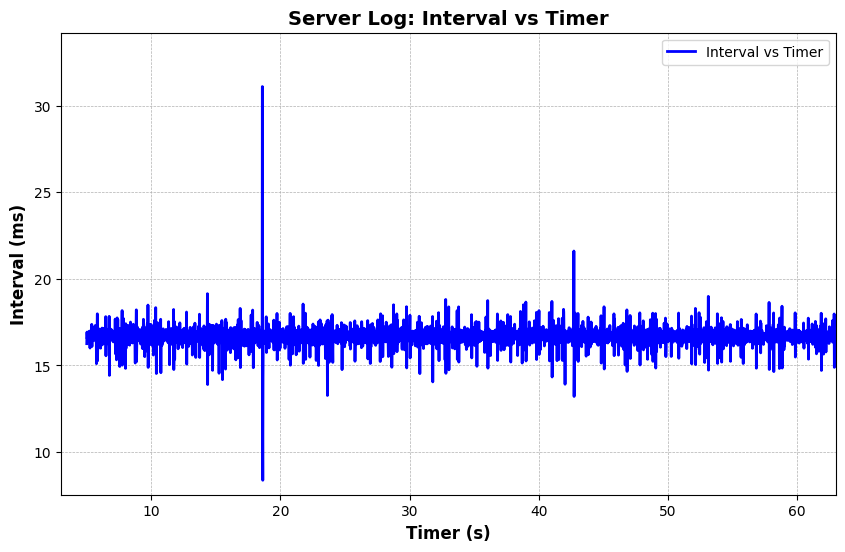 Server Log: Interval vs Timer
Interval vs Timer
30
25
20
15
10
Interval (ms)
10 20 30 40 50 60
Timer (s)